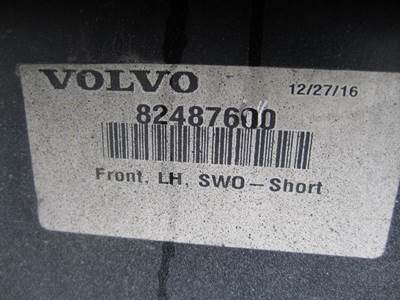 VOLVO 12/27/16
82487600
Front, LH, SWO-Short